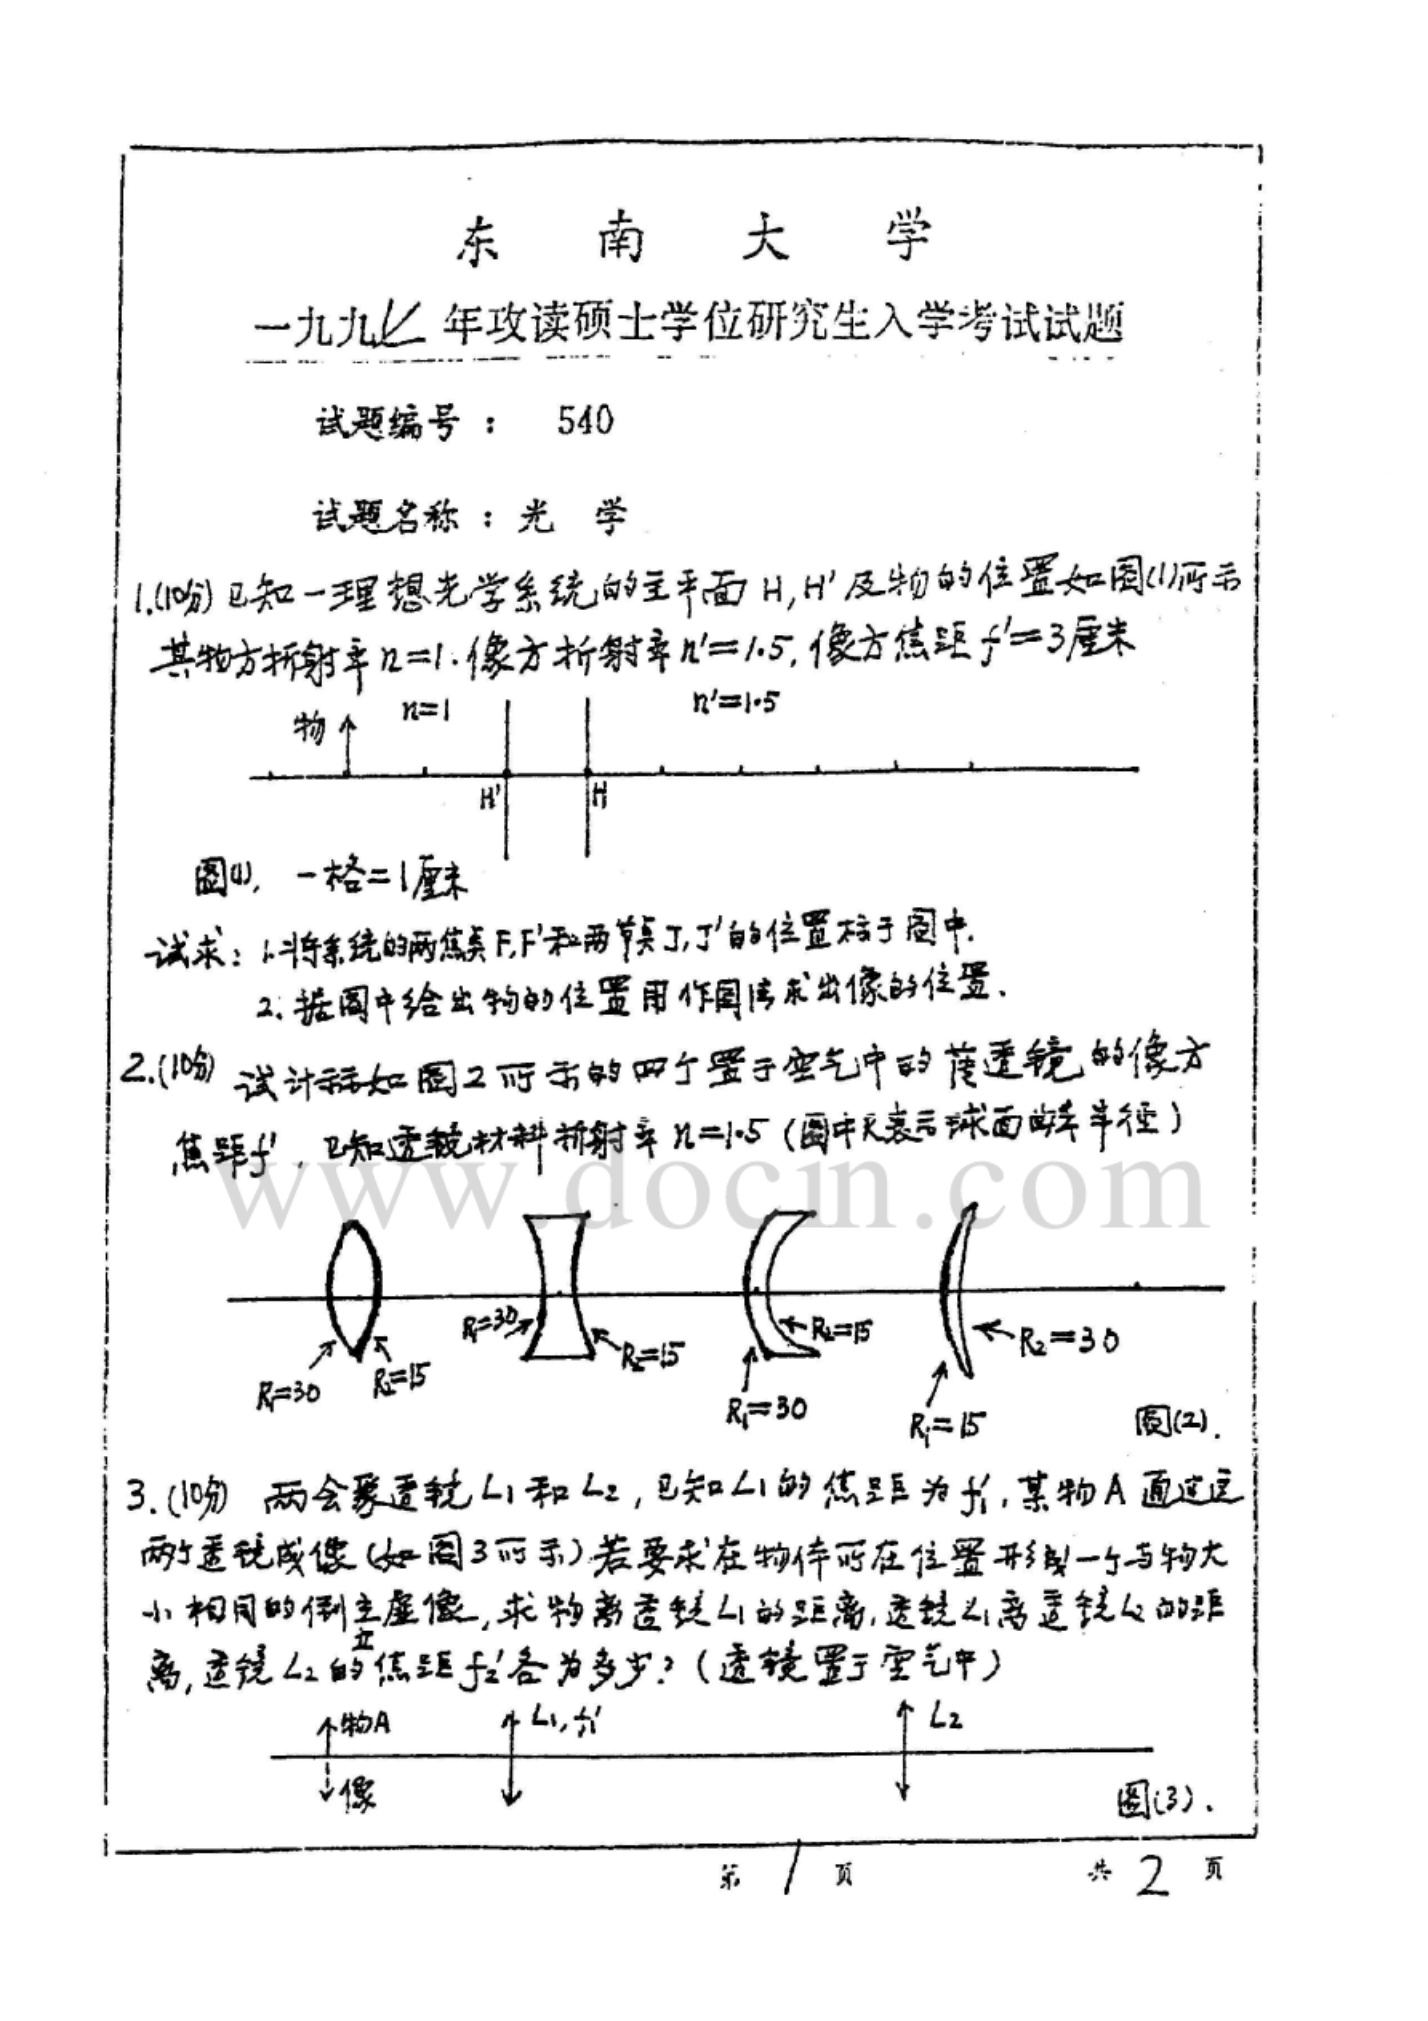 东南大学
一九九七年攻读硕士学位研究生入学考试试题
试题编号： 540
试题名称：光 学
1.(10分) 已知一理想光学系统的主平面 H,H′及物的位置如图(1)所示
其物方折射率n=1.像方折射率n′=1.5,像方焦距f′=3厘米
物 n=1 n′=1.5
H′ H
图(1). 一格=1厘米
试求：1.将系统的两焦点F,F′和两节点J,J′的位置标于图中.
2.据图中给出物的位置用作图法求出像的位置.
2.(10分) 试计算如图2所示的四个置于空气中的薄透镜的像方
焦距f′,已知透镜材料折射率n=1.5（图中R表示球面的半径）
www.docin.com
R₁=30 R₂=15 R₁=30 R₂=15 R₁=30 R₂=15 R₁=15 R₂=30
图(2).
3.(10分) 两会聚透镜L₁和L₂,已知L₁的焦距为f₁′,某物A通过这
两个透镜成像(如图3所示)若要求在物体所在位置形成一个与物大
小相同的倒立虚像,求物离透镜L₁的距离,透镜L₁离透镜L₂的距
离,透镜L₂的焦距f₂′各为多少?(透镜置于空气中)
物A L₁,f₁′ L₂
像
图(3).
第 1 页 共 2 页